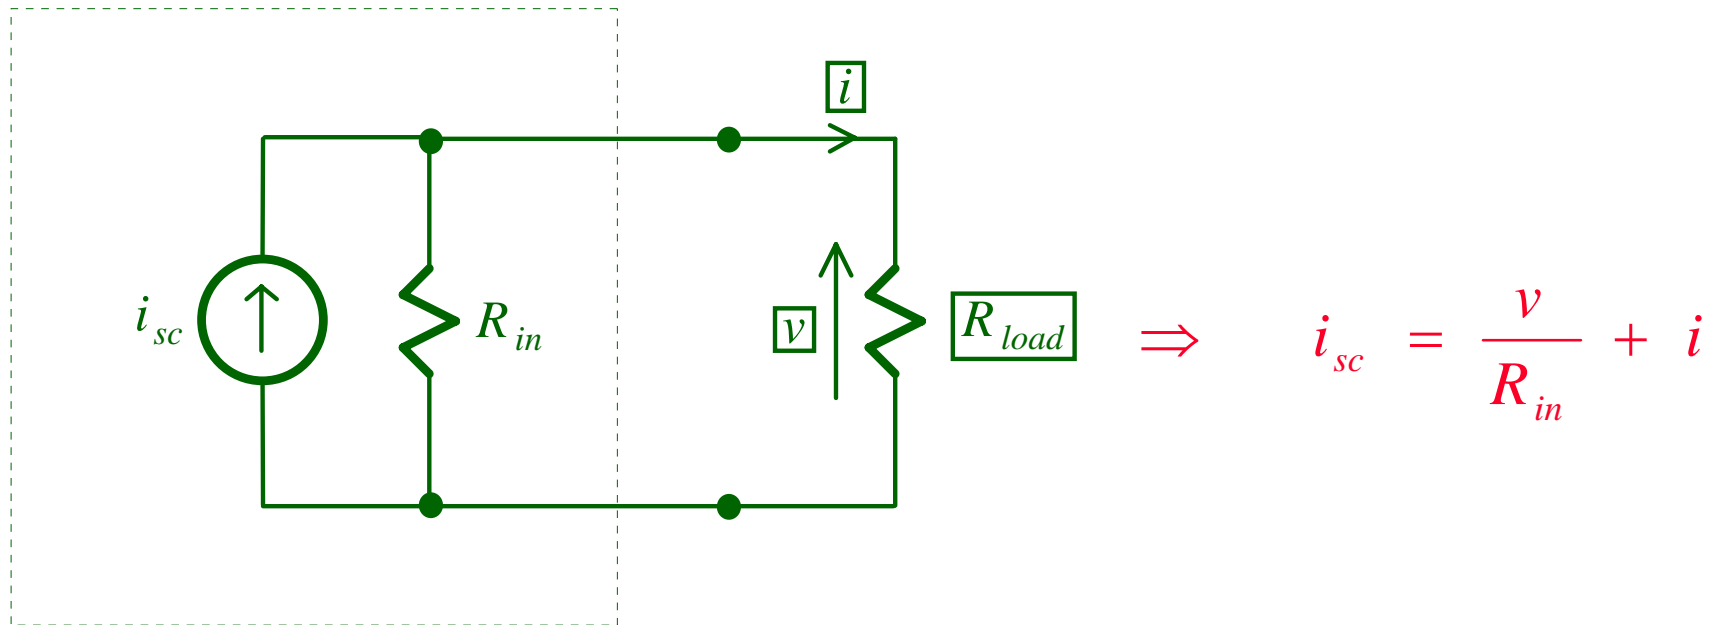 i
i sc
R in
v
R load
⇒ i sc = v / R in + i